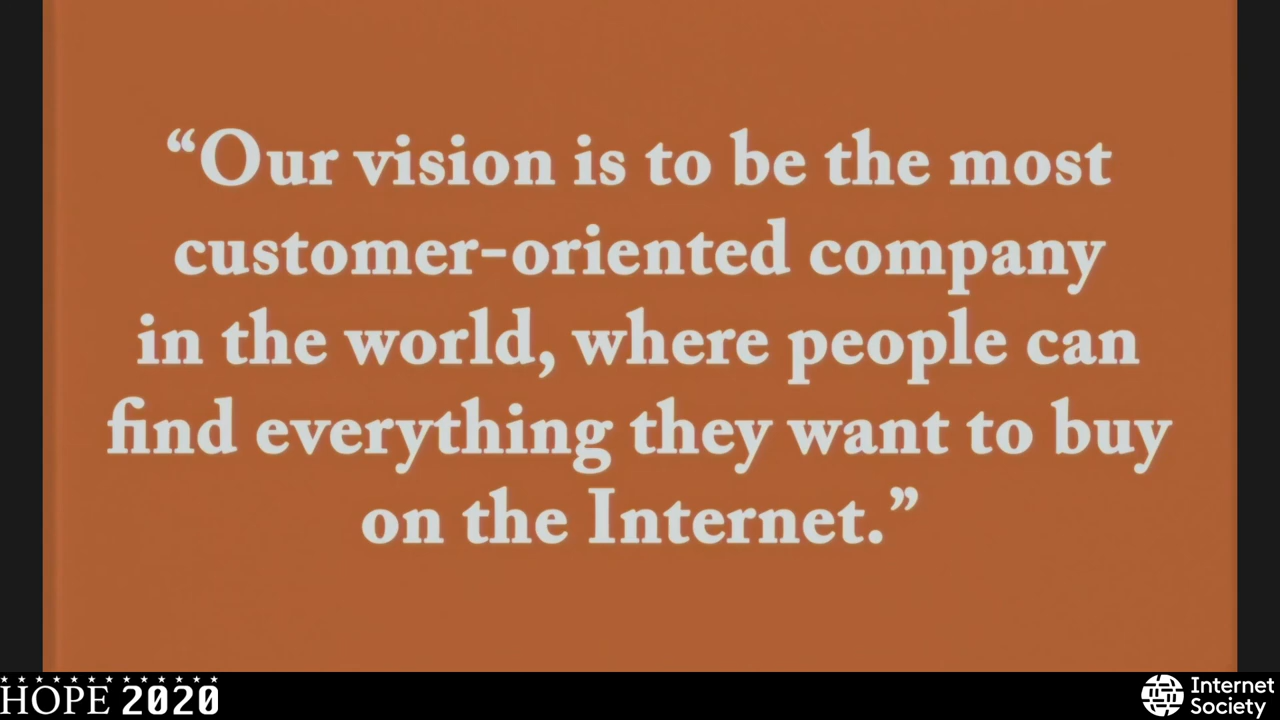 “Our vision is to be the most
customer-oriented company
in the world, where people can
find everything they want to buy
on the Internet.”
HOPE 2020
Internet
Society